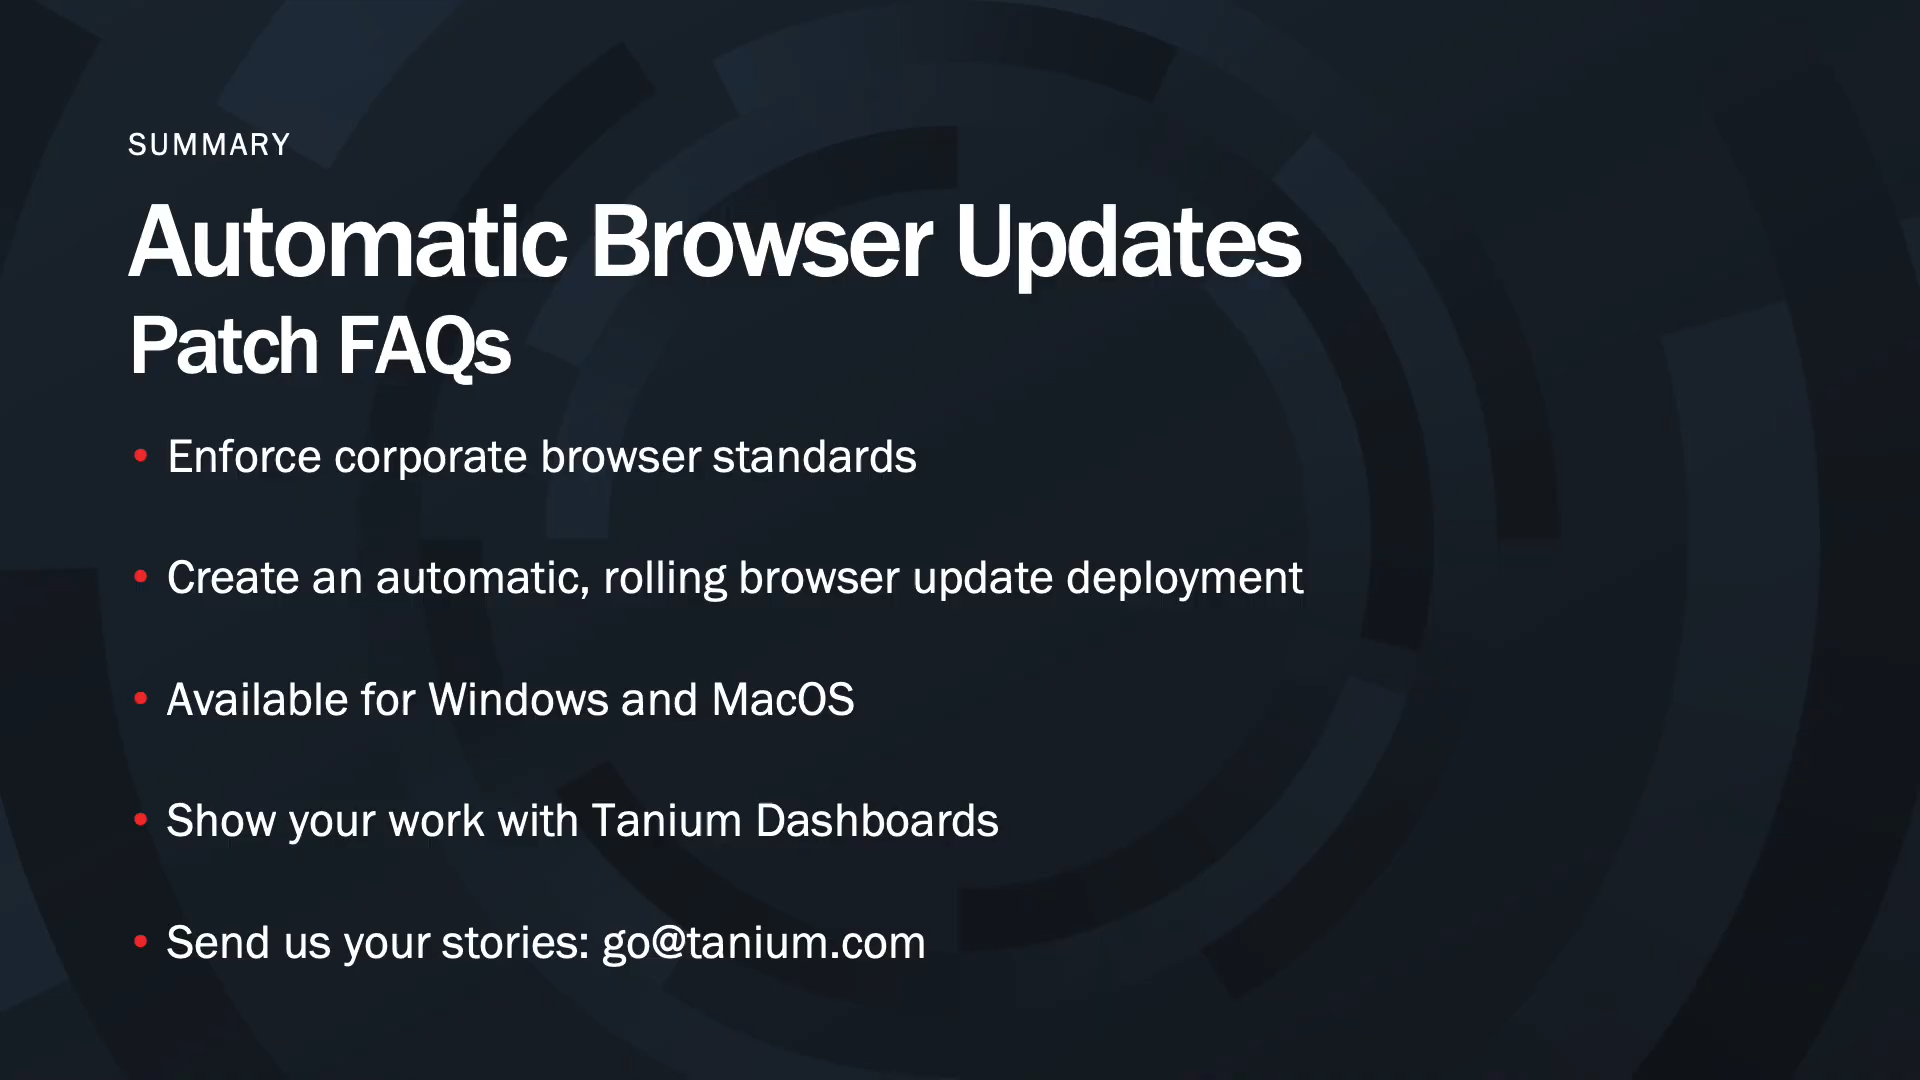 SUMMARY
Automatic Browser Updates
Patch FAQs
• Enforce corporate browser standards
• Create an automatic, rolling browser update deployment
• Available for Windows and MacOS
• Show your work with Tanium Dashboards
• Send us your stories: go@tanium.com